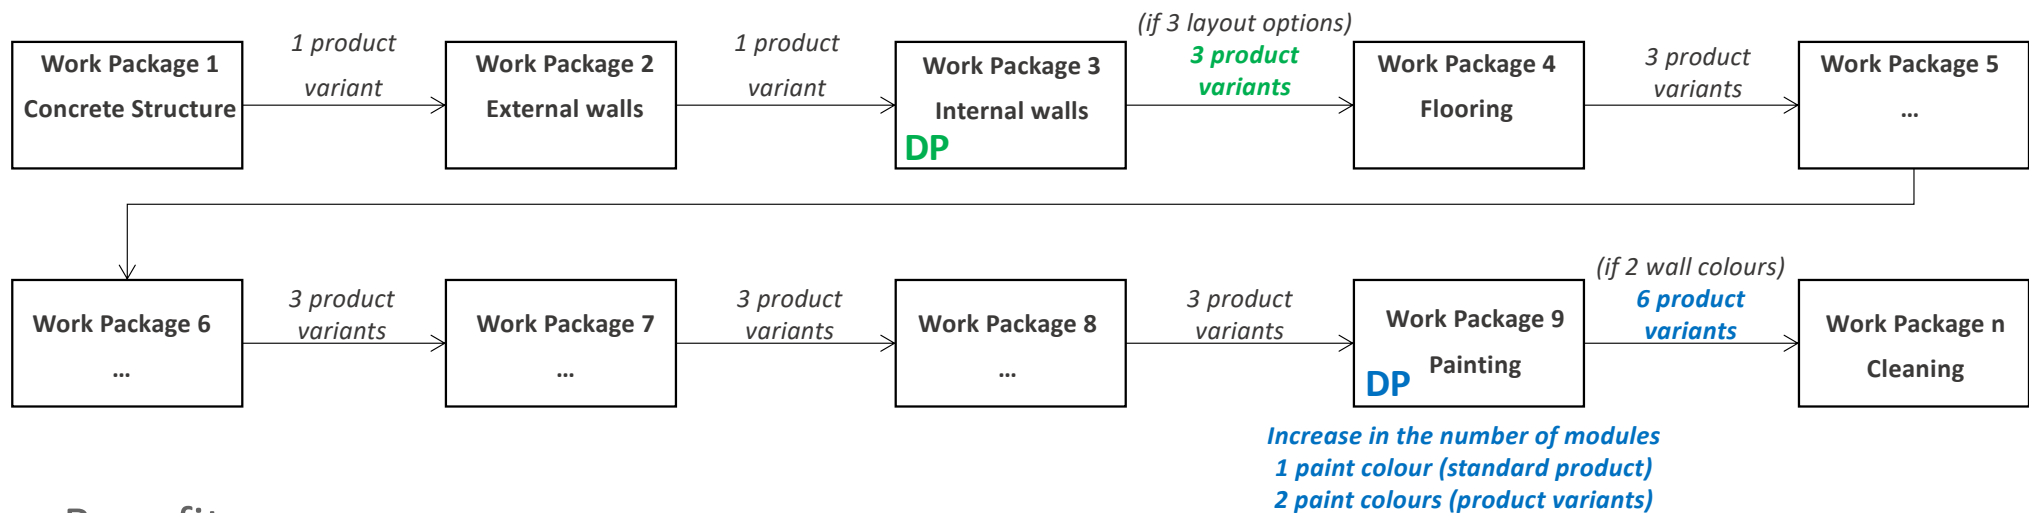 (if 3 layout options)
Work Package 1
Concrete Structure
1 product
variant
Work Package 2
External walls
1 product
variant
Work Package 3
Internal walls
DP
3 product
variants
Work Package 4
Flooring
3 product
variants
Work Package 5
...
(if 2 wall colours)
Work Package 6
...
3 product
variants
Work Package 7
...
3 product
variants
Work Package 8
...
3 product
variants
Work Package 9
Painting
DP
6 product
variants
Work Package n
Cleaning
Increase in the number of modules
1 paint colour (standard product)
2 paint colours (product variants)